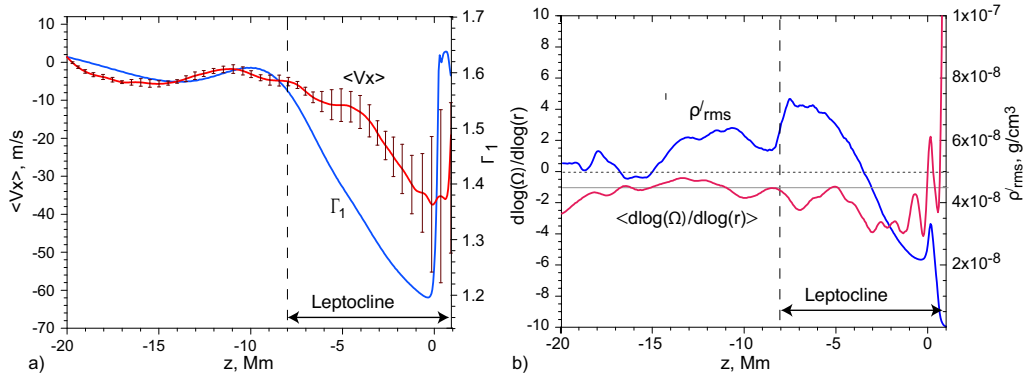 10
0
-10
-20
-30
-40
-50
-60
-70
<Vx>, m/s
<Vx>
Γ1
1.7
1.6
1.5
1.4
1.3
1.2
Γ1
Leptocline
-20
-15
-10
-5
0
z, Mm
a)
10
8
6
4
2
0
-2
-4
-6
-8
-10
dlog(Ω)/dlog(r)
ρ′rms
<dlog(Ω)/dlog(r)>
1x10-7
8x10-8
6x10-8
4x10-8
2x10-8
ρ′rms, g/cm3
Leptocline
-20
-15
-10
-5
0
z, Mm
b)